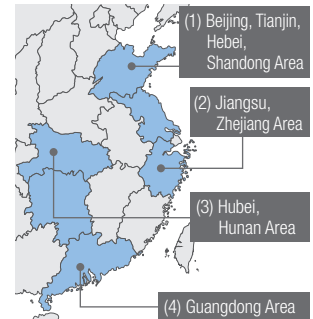 (1) Beijing, Tianjin,
Hebei,
Shandong Area
(2) Jiangsu,
Zhejiang Area
(3) Hubei,
Hunan Area
(4) Guangdong Area